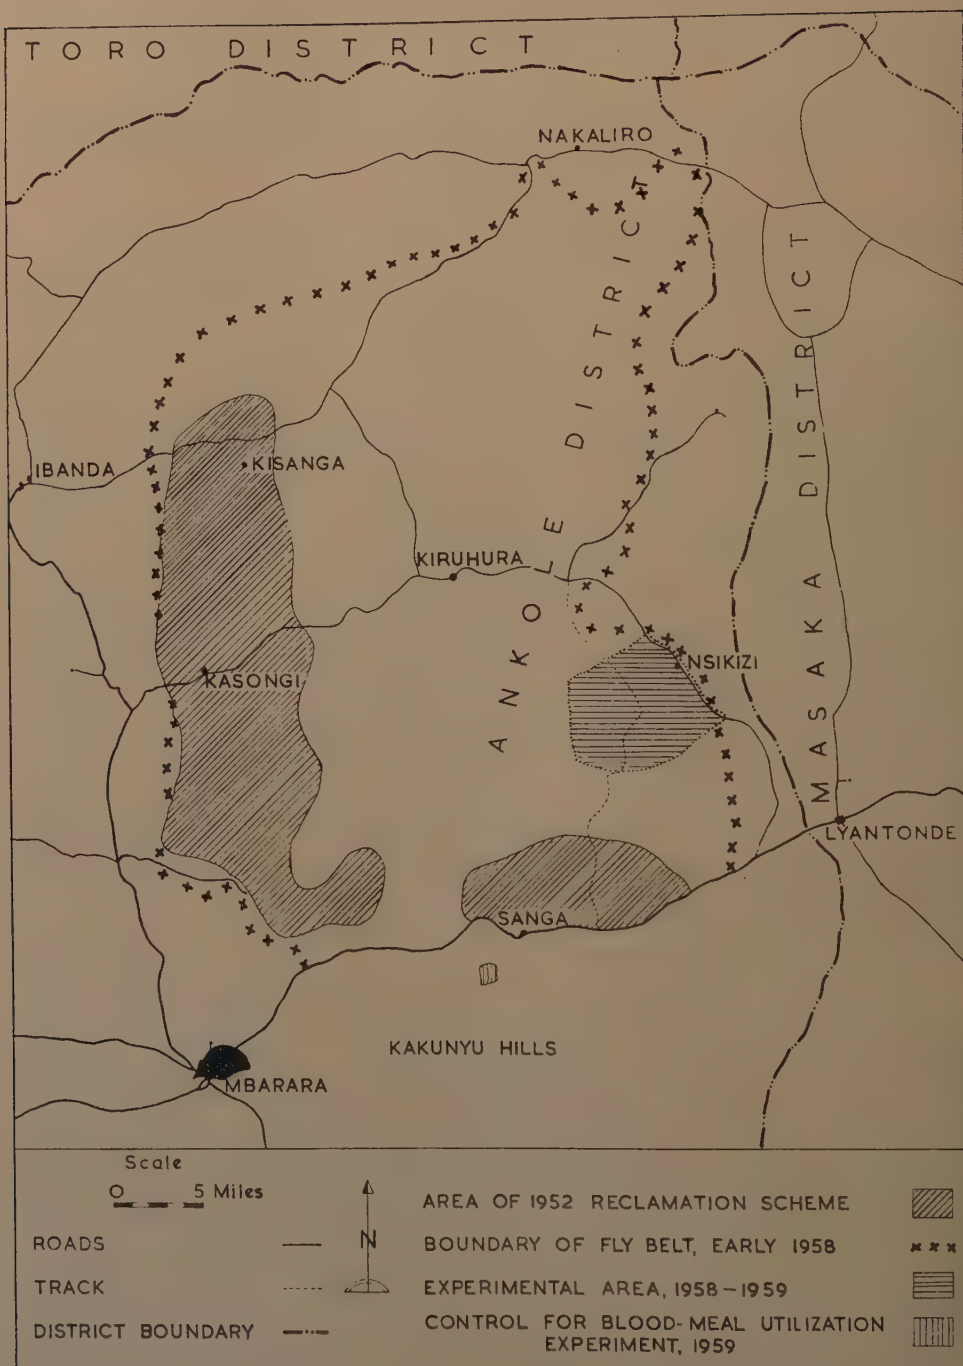 TORO DISTRICT
NAKALIRO
ANKOLE DISTRICT
MASAKA DISTRICT
IBANDA
KISANGA
KIRUHURA
NSIKIZI
KASONGI
LYANTONDE
SANGA
KAKUNYU HILLS
MBARARA
Scale
0 5 Miles
N
ROADS
TRACK
DISTRICT BOUNDARY
AREA OF 1952 RECLAMATION SCHEME
BOUNDARY OF FLY BELT, EARLY 1958
EXPERIMENTAL AREA, 1958-1959
CONTROL FOR BLOOD-MEAL UTILIZATION
EXPERIMENT, 1959